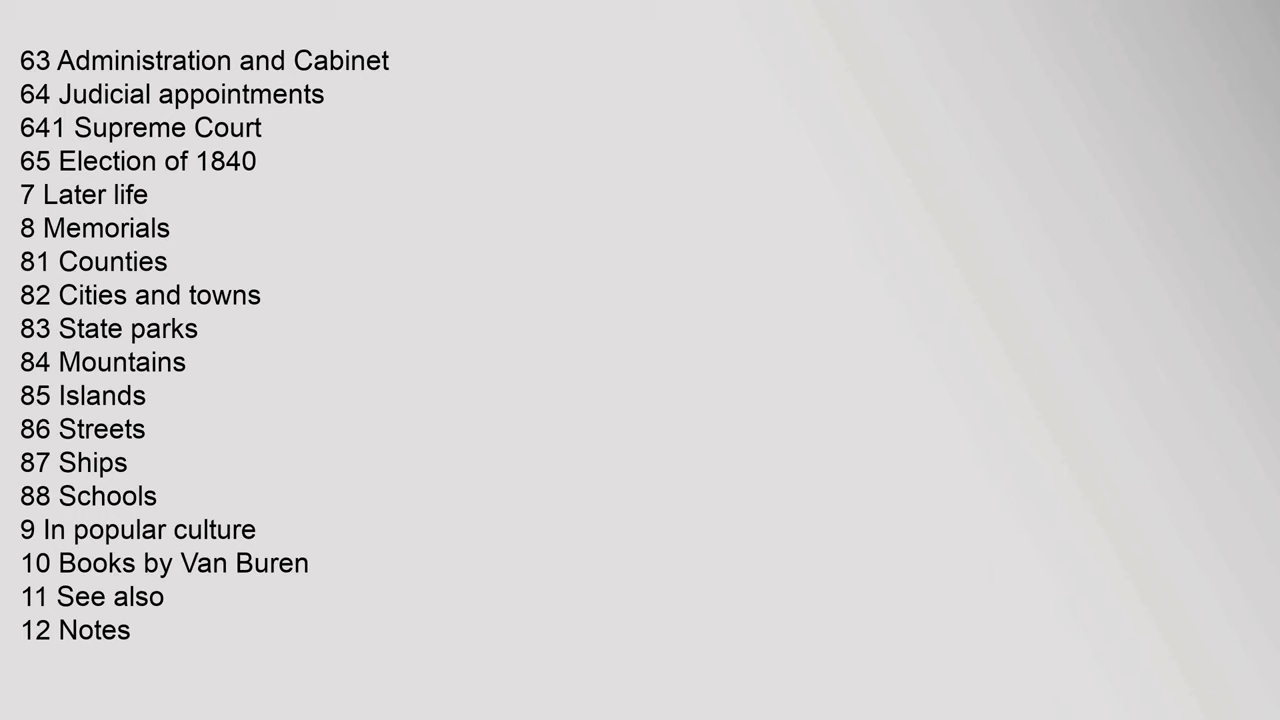 63 Administration and Cabinet
64 Judicial appointments
641 Supreme Court
65 Election of 1840
7 Later life
8 Memorials
81 Counties
82 Cities and towns
83 State parks
84 Mountains
85 Islands
86 Streets
87 Ships
88 Schools
9 In popular culture
10 Books by Van Buren
11 See also
12 Notes